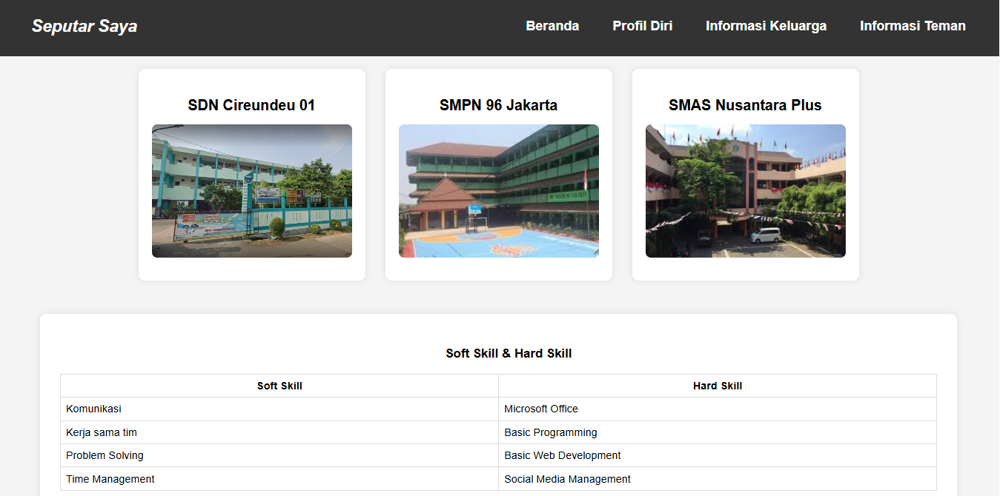 Seputar Saya
Beranda
Profil Diri
Informasi Keluarga
Informasi Teman
SDN Cireundeu 01
SMPN 96 Jakarta
SMAS Nusantara Plus
Soft Skill & Hard Skill
Soft Skill
Hard Skill
Komunikasi
Microsoft Office
Kerja sama tim
Basic Programming
Problem Solving
Basic Web Development
Time Management
Social Media Management